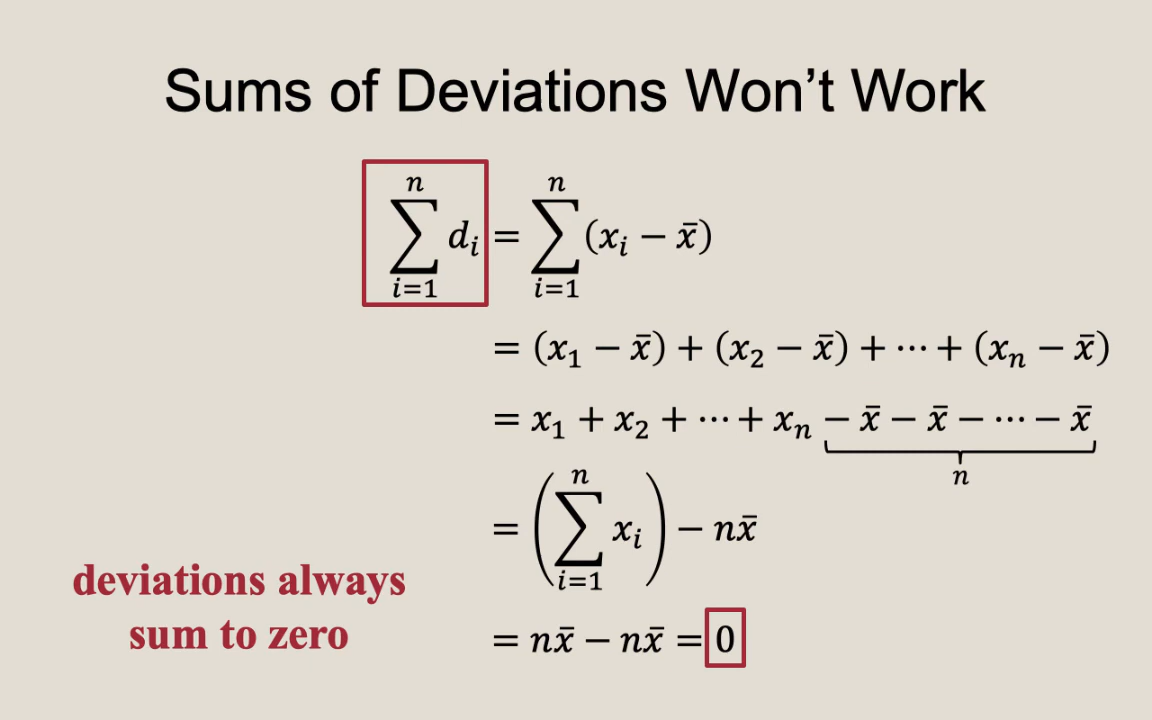 Sums of Deviations Won’t Work
∑_{i=1}^{n} d_i = ∑_{i=1}^{n} (x_i − x̄)
= (x_1 − x̄) + (x_2 − x̄) + ⋯ + (x_n − x̄)
= x_1 + x_2 + ⋯ + x_n − x̄ − x̄ − ⋯ − x̄
n
= (∑_{i=1}^{n} x_i) − nx̄
deviations always
sum to zero
= nx̄ − nx̄ = 0